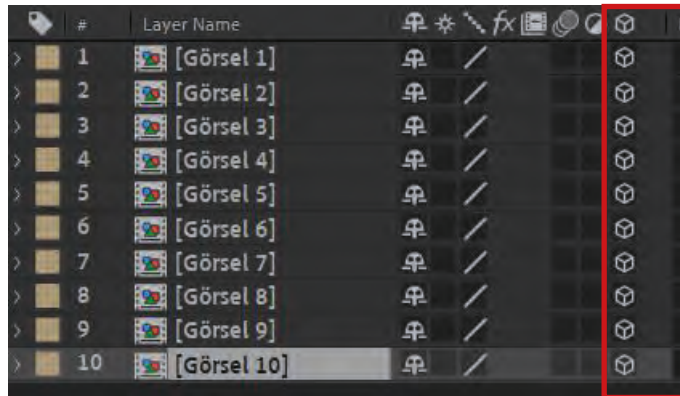 # Layer Name fx
1 [Görsel 1]
2 [Görsel 2]
3 [Görsel 3]
4 [Görsel 4]
5 [Görsel 5]
6 [Görsel 6]
7 [Görsel 7]
8 [Görsel 8]
9 [Görsel 9]
10 [Görsel 10]